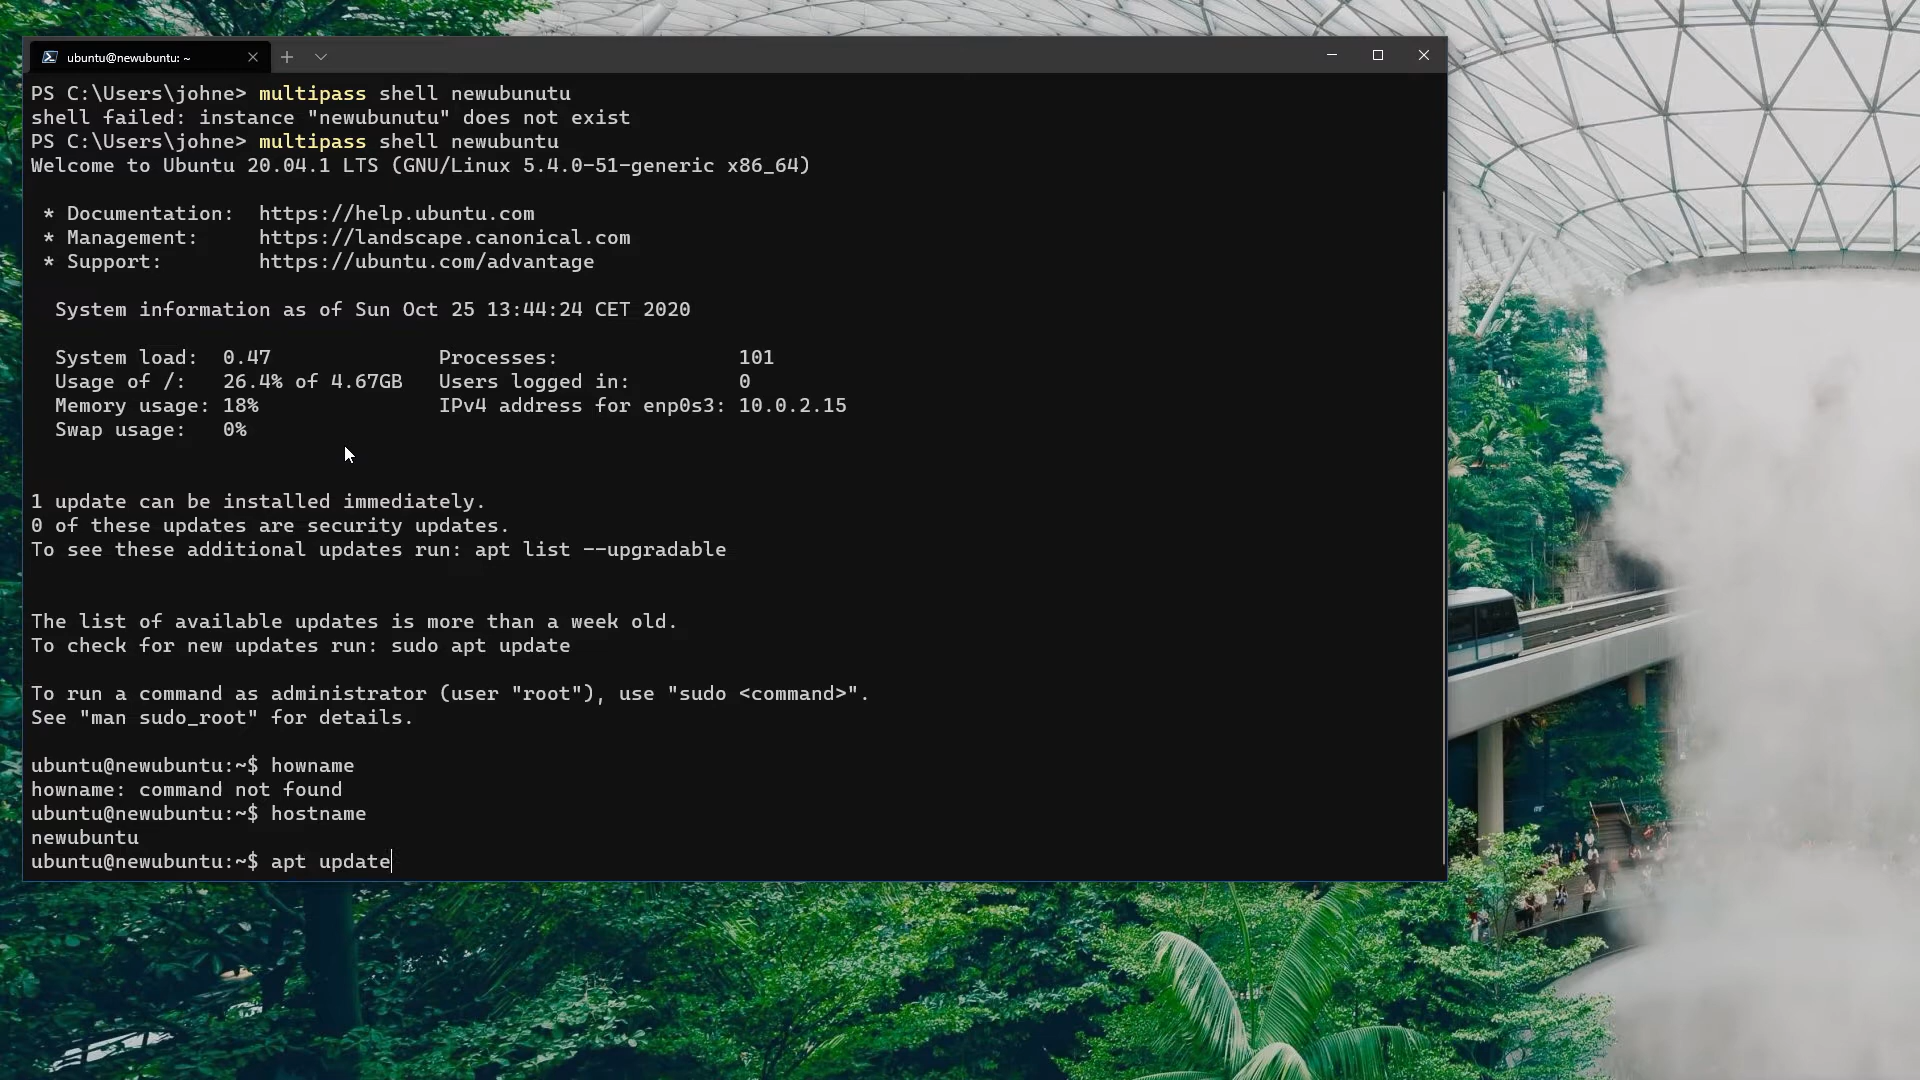 ubuntu@newubuntu: ~
PS C:\Users\johne> multipass shell newubunutu
shell failed: instance "newubunutu" does not exist
PS C:\Users\johne> multipass shell newubuntu
Welcome to Ubuntu 20.04.1 LTS (GNU/Linux 5.4.0-51-generic x86_64)
* Documentation:  https://help.ubuntu.com
* Management:     https://landscape.canonical.com
* Support:        https://ubuntu.com/advantage
System information as of Sun Oct 25 13:44:24 CET 2020
System load:  0.47              Processes:               101
Usage of /:   26.4% of 4.67GB   Users logged in:         0
Memory usage: 18%               IPv4 address for enp0s3: 10.0.2.15
Swap usage:   0%
1 update can be installed immediately.
0 of these updates are security updates.
To see these additional updates run: apt list --upgradable
The list of available updates is more than a week old.
To check for new updates run: sudo apt update
To run a command as administrator (user "root"), use "sudo <command>".
See "man sudo_root" for details.
ubuntu@newubuntu:~$ howname
howname: command not found
ubuntu@newubuntu:~$ hostname
newubuntu
ubuntu@newubuntu:~$ apt update